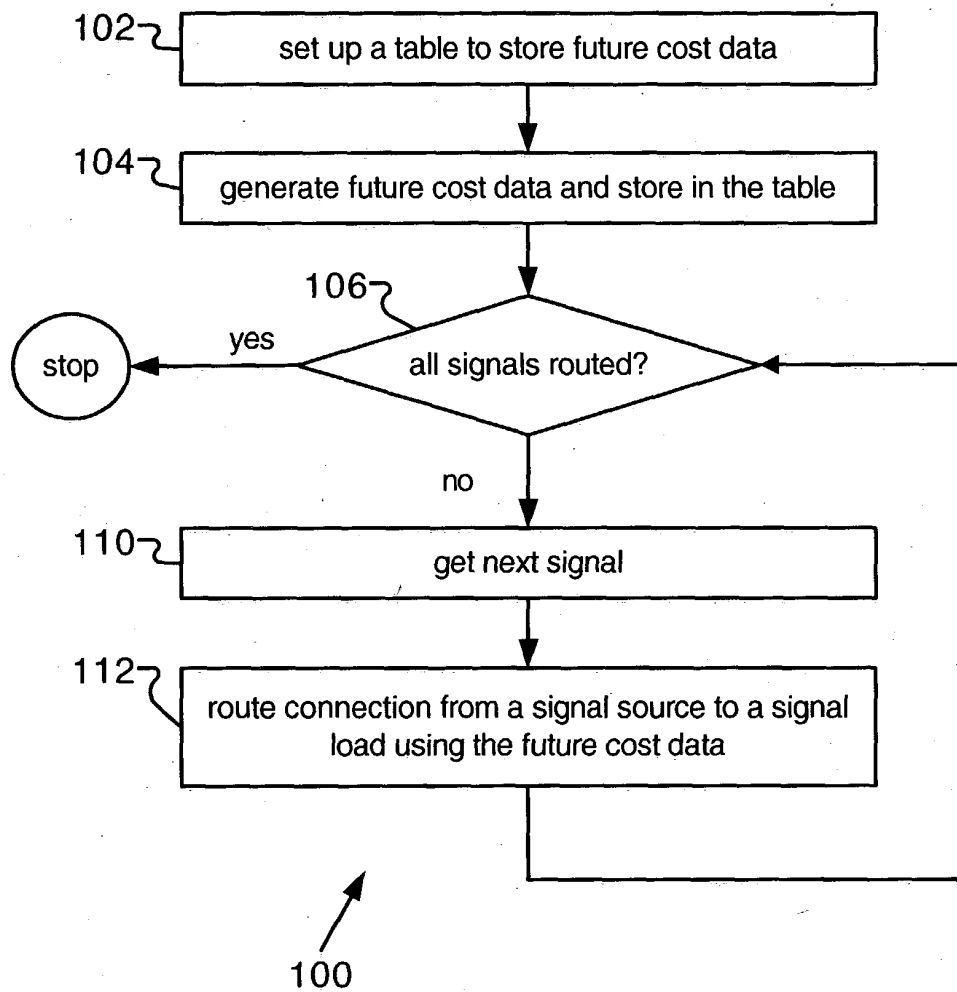 102
set up a table to store future cost data
104
generate future cost data and store in the table
106
stop
yes
all signals routed?
no
110
get next signal
112
route connection from a signal source to a signal
load using the future cost data
100